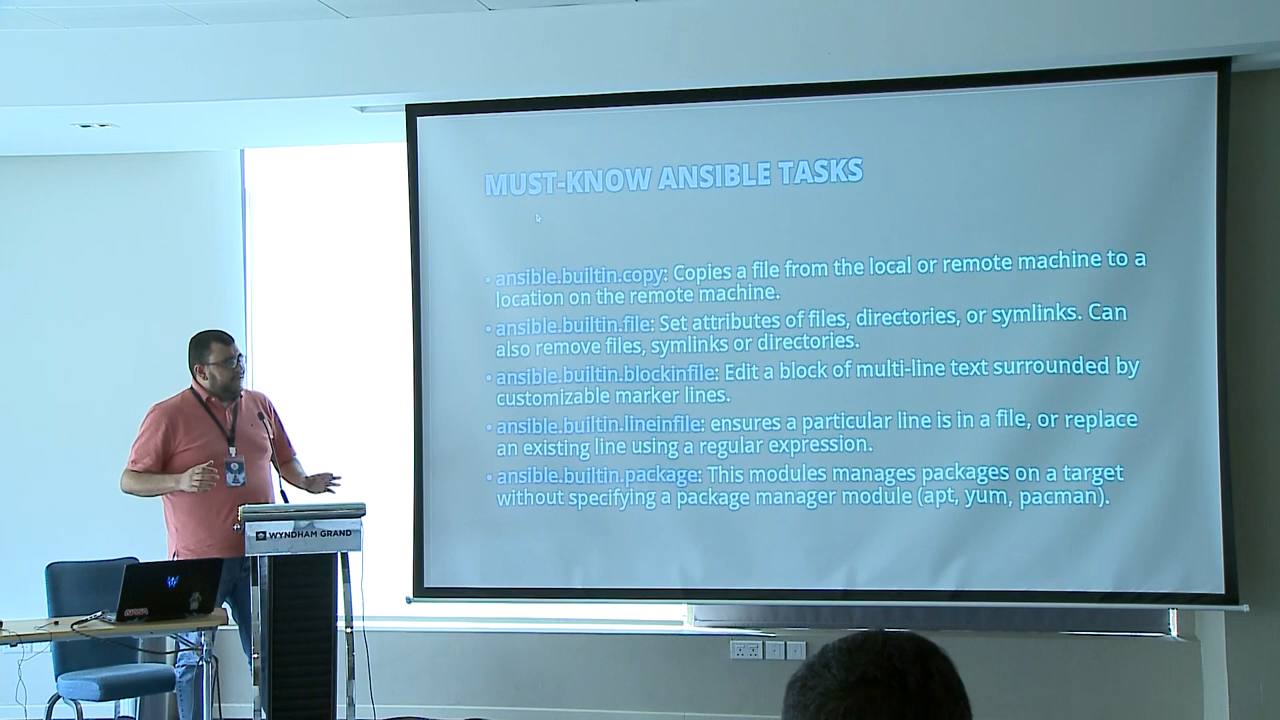 MUST-KNOW ANSIBLE TASKS
• ansible.builtin.copy: Copies a file from the local or remote machine to a
location on the remote machine.
• ansible.builtin.file: Set attributes of files, directories, or symlinks. Can
also remove files, symlinks or directories.
• ansible.builtin.blockinfile: Edit a block of multi-line text surrounded by
customizable marker lines.
• ansible.builtin.lineinfile: ensures a particular line is in a file, or replace
an existing line using a regular expression.
• ansible.builtin.package: This modules manages packages on a target
without specifying a package manager module (apt, yum, pacman).
WYNDHAM GRAND